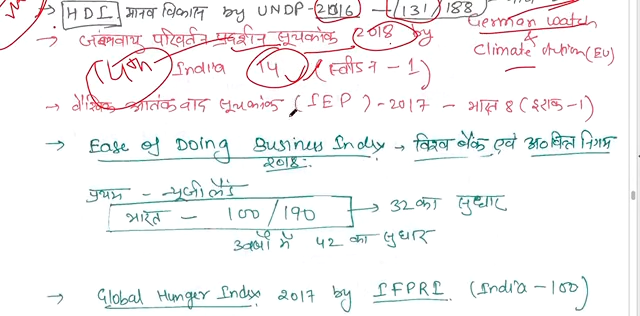 → HDI मानव विकास by UNDP - 2016 - 131/188
→ जलवायु परिवर्तन प्रदर्शन सूचकांक 2018 by German watch & Climate Action (EU)
India 14 (स्वीडन - 1)
→ वैश्विक आतंकवाद सूचकांक (IEP) - 2017 - भारत 8 (इराक - 1)
→ Ease of Doing Business Index → विश्व बैंक एवं अ० वित्त निगम
2018
प्रथम - न्यूजीलैंड
भारत - 100/190 → 32 का सुधार
3 वर्षों में 42 का सुधार
→ Global Hunger Index 2017 by IFPRI (India - 100)